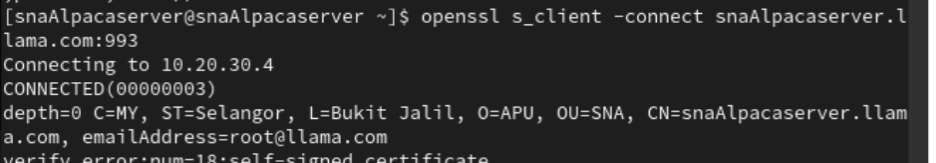 [snaAlpacaserver@snaAlpacaserver ~]$ openssl s_client -connect snaAlpacaserver.l
lama.com:993
Connecting to 10.20.30.4
CONNECTED(00000003)
depth=0 C=MY, ST=Selangor, L=Bukit Jalil, O=APU, OU=SNA, CN=snaAlpacaserver.llam
a.com, emailAddress=root@llama.com
verify error:num=18:self-signed certificate